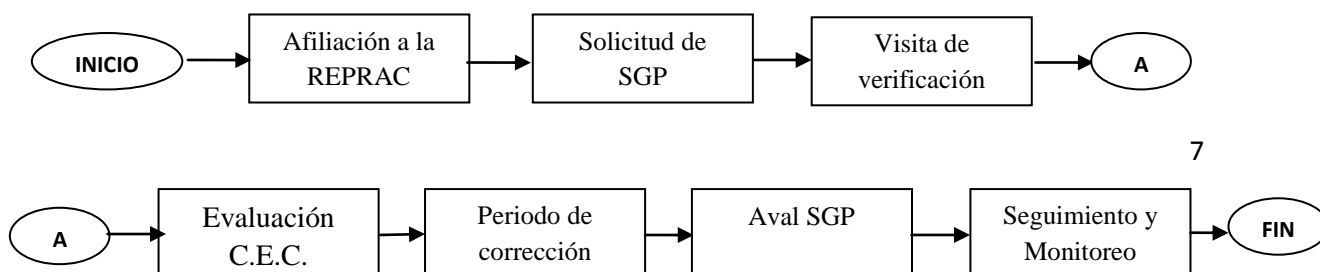 INICIO
Afiliación a la
REPRAC
Solicitud de
SGP
Visita de
verificación
A
7
A
Evaluación
C.E.C.
Periodo de
corrección
Aval SGP
Seguimiento y
Monitoreo
FIN